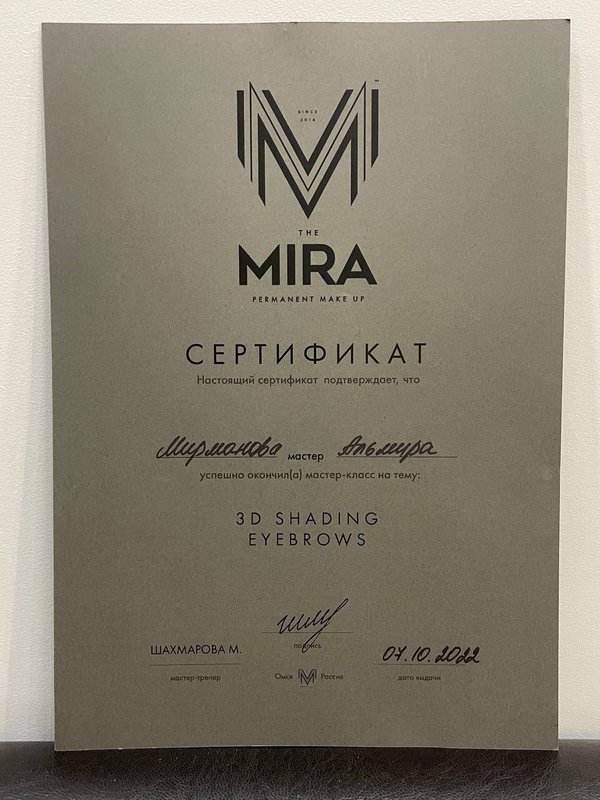 SINCE
2016
THE
MIRA
PERMANENT MAKE UP
СЕРТИФИКАТ
Настоящий сертификат подтверждает, что
Мирманова мастер Альмира
успешно окончил(а) мастер-класс на тему:
3D SHADING
EYEBROWS
подпись
ШАХМАРОВА М.
07.10.2022
мастер-тренер
Омск Россия
дата выдачи